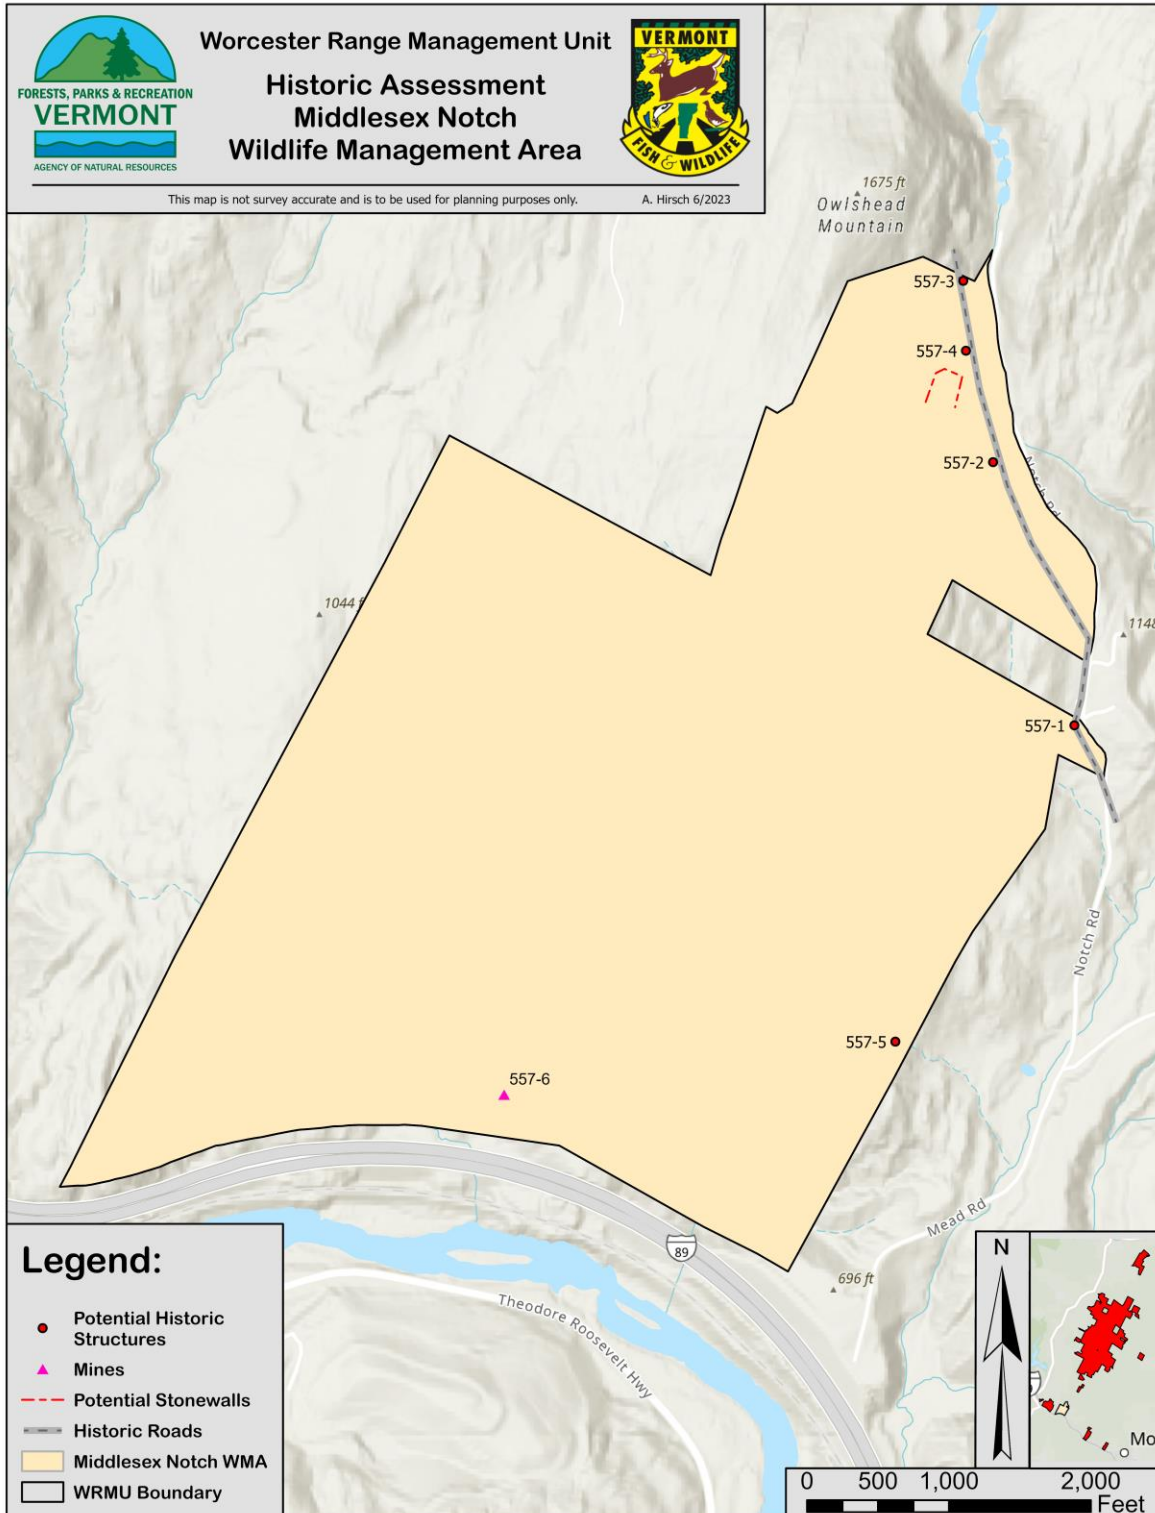 FORESTS, PARKS & RECREATION
VERMONT
AGENCY OF NATURAL RESOURCES
Worcester Range Management Unit
Historic Assessment
Middlesex Notch
Wildlife Management Area
VERMONT
FISH & WILDLIFE
This map is not survey accurate and is to be used for planning purposes only.
A. Hirsch 6/2023
1675 ft
Owlshead
Mountain
557-3
557-4
557-2
Notch Rd
1044 f
1148
557-1
Notch Rd
557-5
557-6
Mead Rd
89
696 ft
Theodore Roosevelt Hwy
Legend:
Potential Historic
Structures
Mines
Potential Stonewalls
Historic Roads
Middlesex Notch WMA
WRMU Boundary
N
Mo
0 500 1,000 2,000
Feet